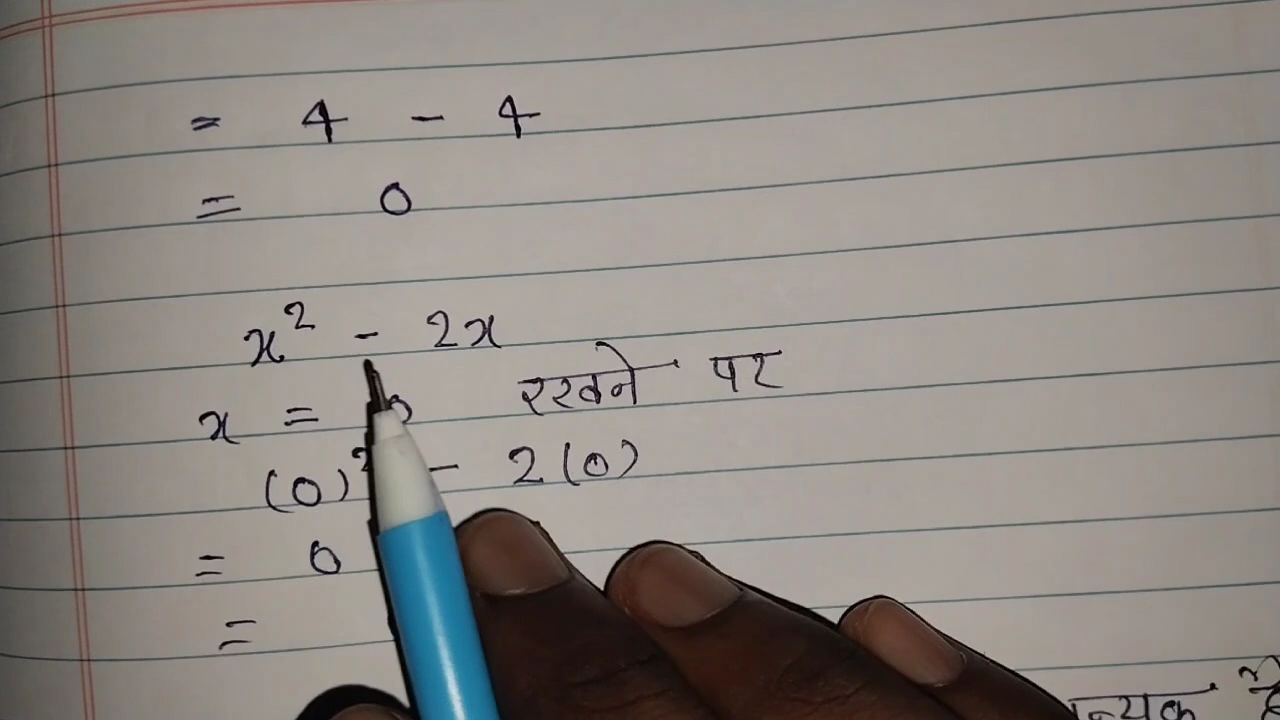 = 4 - 4
= 0
x² - 2x
x = 0 रखने पर
(0)² - 2(0)
= 0
=